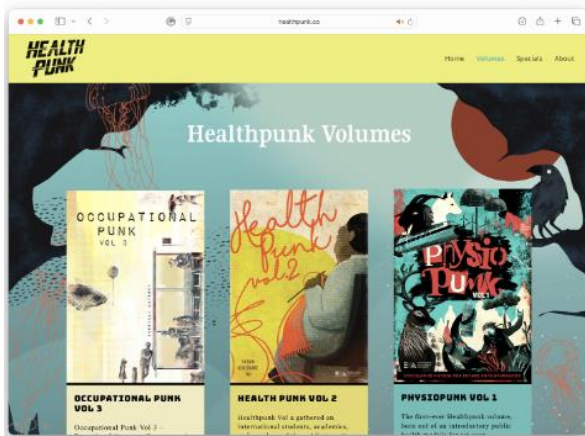 healthpunk.co
HEALTH
PUNK
Home Volumes Specials About
Healthpunk Volumes
OCCUPATIONAL
PUNK
VOL 3
Health
Punk
vol.2
PhysIO
PUNK
VOL 1
OCCUPATIONAL PUNK
VOL 3
Occupational Punk Vol 3 –
HEALTH PUNK VOL 2
Healthpunk Vol 2 gathered on
international students, academics,
PHYSIOPUNK VOL 1
The first-ever Healthpunk volume,
born out of an introductory public